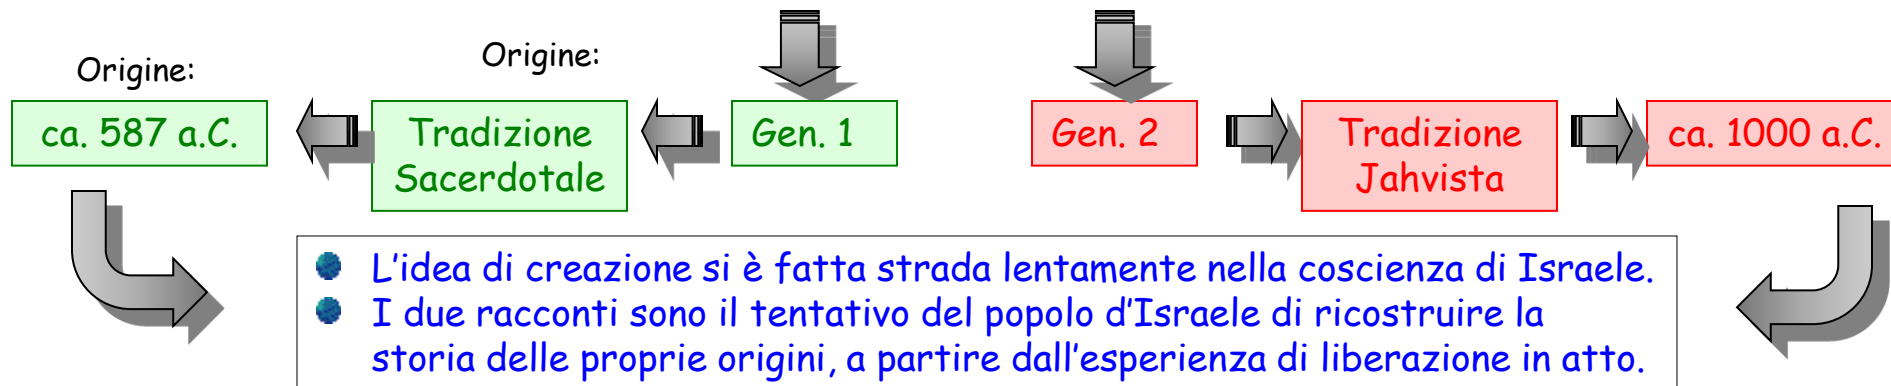 Origine:
Origine:
ca. 587 a.C.
Tradizione
Sacerdotale
Gen. 1
Gen. 2
Tradizione
Jahvista
ca. 1000 a.C.
L'idea di creazione si è fatta strada lentamente nella coscienza di Israele.
I due racconti sono il tentativo del popolo d'Israele di ricostruire la
storia delle proprie origini, a partire dall'esperienza di liberazione in atto.